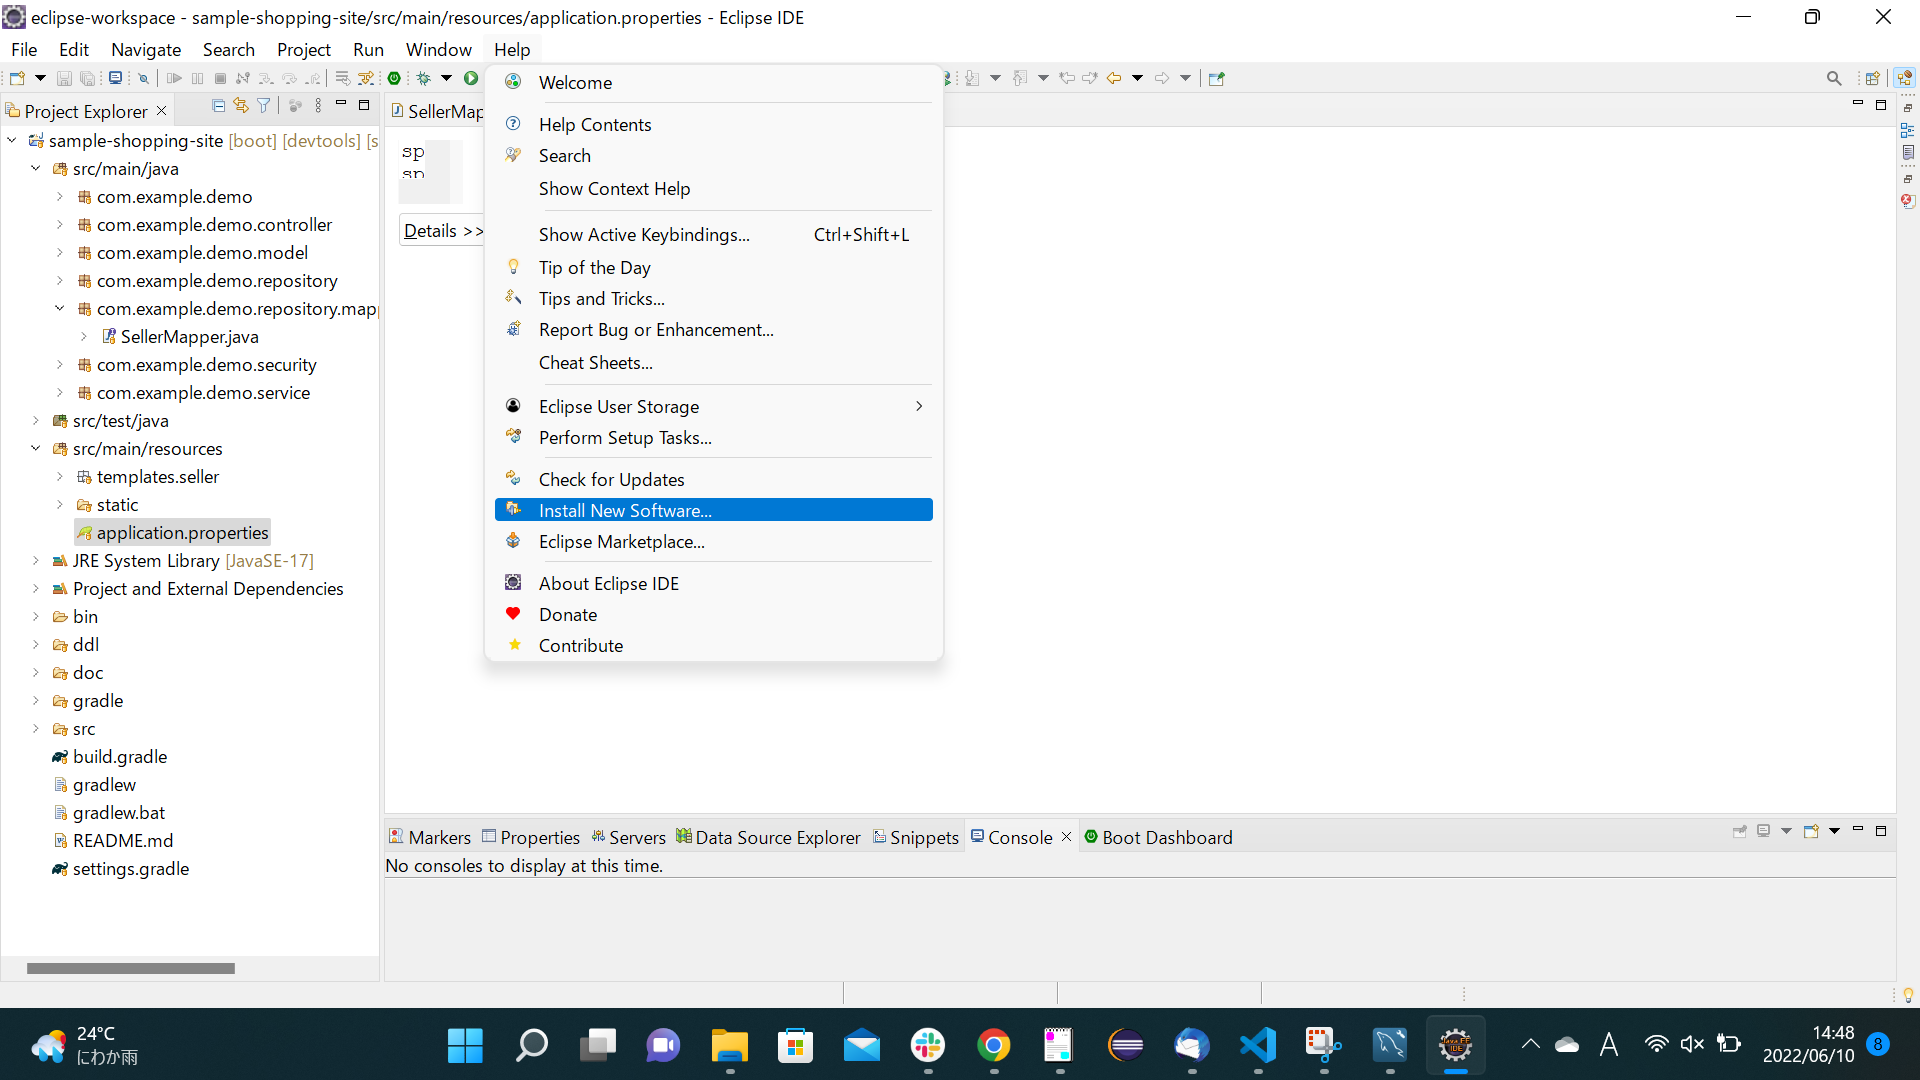 eclipse-workspace - sample-shopping-site/src/main/resources/application.properties - Eclipse IDE
File Edit Navigate Search Project Run Window Help
Project Explorer
sample-shopping-site [boot] [devtools] [s
src/main/java
com.example.demo
com.example.demo.controller
com.example.demo.model
com.example.demo.repository
com.example.demo.repository.map
SellerMapper.java
com.example.demo.security
com.example.demo.service
src/test/java
src/main/resources
templates.seller
static
application.properties
JRE System Library [JavaSE-17]
Project and External Dependencies
bin
ddl
doc
gradle
src
build.gradle
gradlew
gradlew.bat
README.md
settings.gradle
SellerMap
sp
sp
Details >>
Welcome
Help Contents
Search
Show Context Help
Show Active Keybindings... Ctrl+Shift+L
Tip of the Day
Tips and Tricks...
Report Bug or Enhancement...
Cheat Sheets...
Eclipse User Storage
Perform Setup Tasks...
Check for Updates
Install New Software...
Eclipse Marketplace...
About Eclipse IDE
Donate
Contribute
Markers Properties Servers Data Source Explorer Snippets Console Boot Dashboard
No consoles to display at this time.
24°C
にわか雨
Java EE
IDE
A
14:48
2022/06/10
8